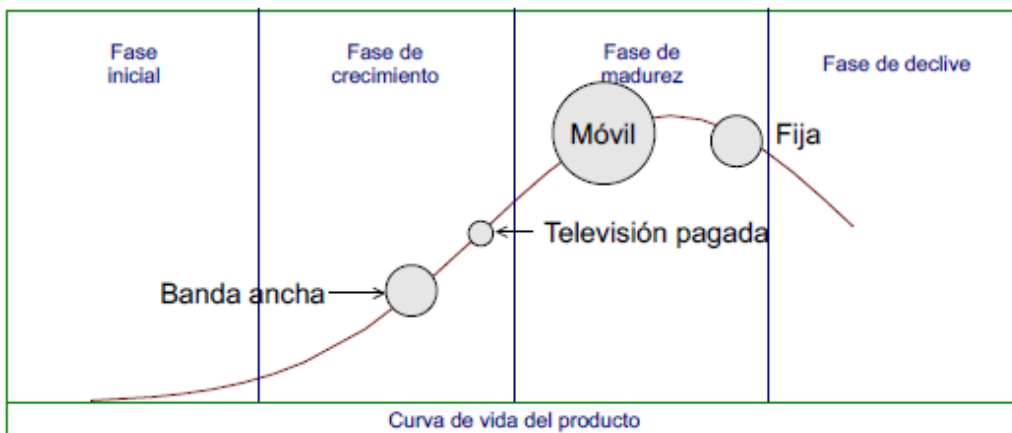 Fase
inicial
Fase de
crecimiento
Fase de
madurez
Fase de declive
Móvil
Fija
Televisión pagada
Banda ancha
Curva de vida del producto